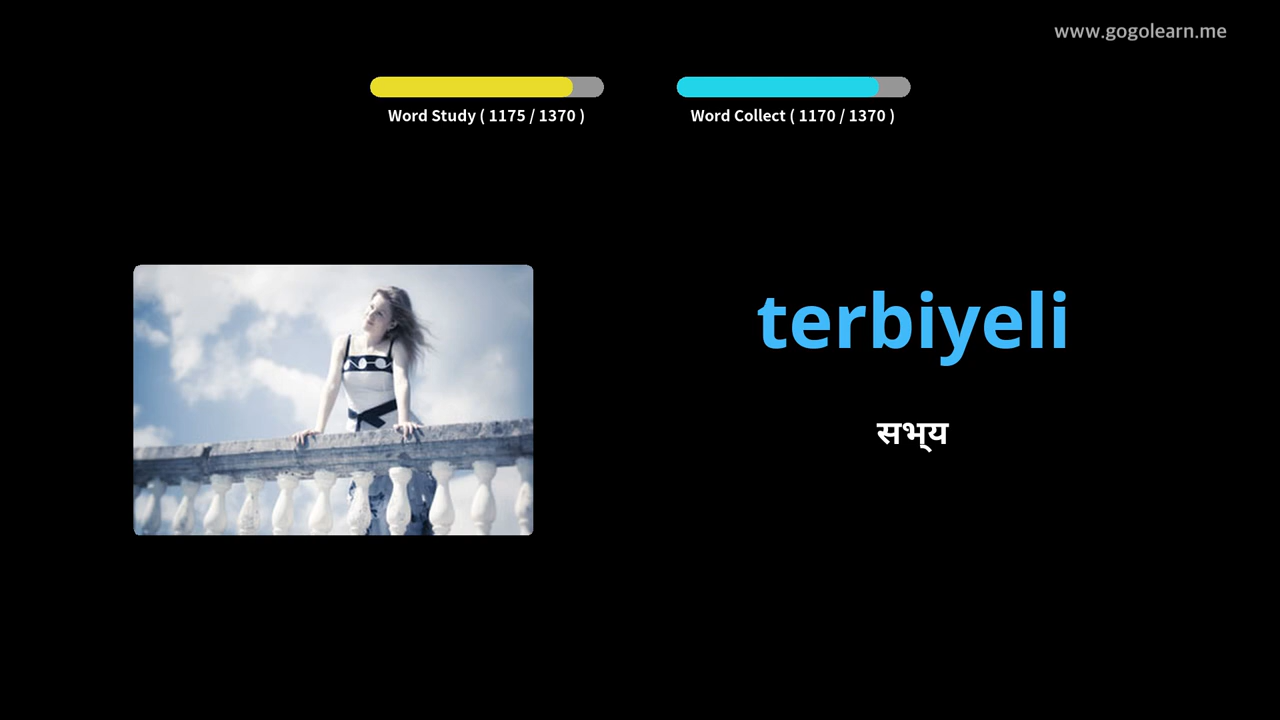 www.gogolearn.me
Word Study ( 1175 / 1370 )
Word Collect ( 1170 / 1370 )
terbiyeli
सभ्य